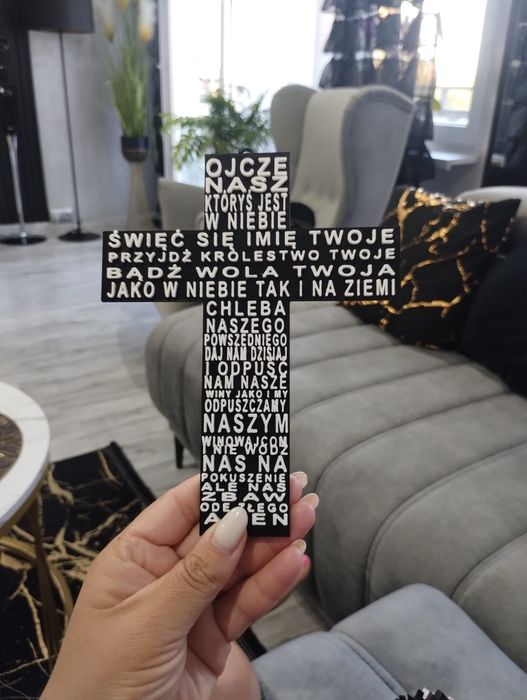 OJCZE
NASZ
KTÓRYŚ JEST
W NIEBIE
ŚWIĘĆ SIĘ IMIĘ TWOJE
PRZYJDŹ KRÓLESTWO TWOJE
BĄDŹ WOLA TWOJA
JAKO W NIEBIE TAK I NA ZIEMI
CHLEBA
NASZEGO
POWSZEDNIEGO
DAJ NAM DZISIAJ
I ODPUŚĆ
NAM NASZE
WINY JAKO I MY
ODPUSZCZAMY
NASZYM
WINOWAJCOM
I NIE WÓDŹ
NAS NA
POKUSZENIE
ALE NAS
ZBAW
ODE ZŁEGO
AMEN